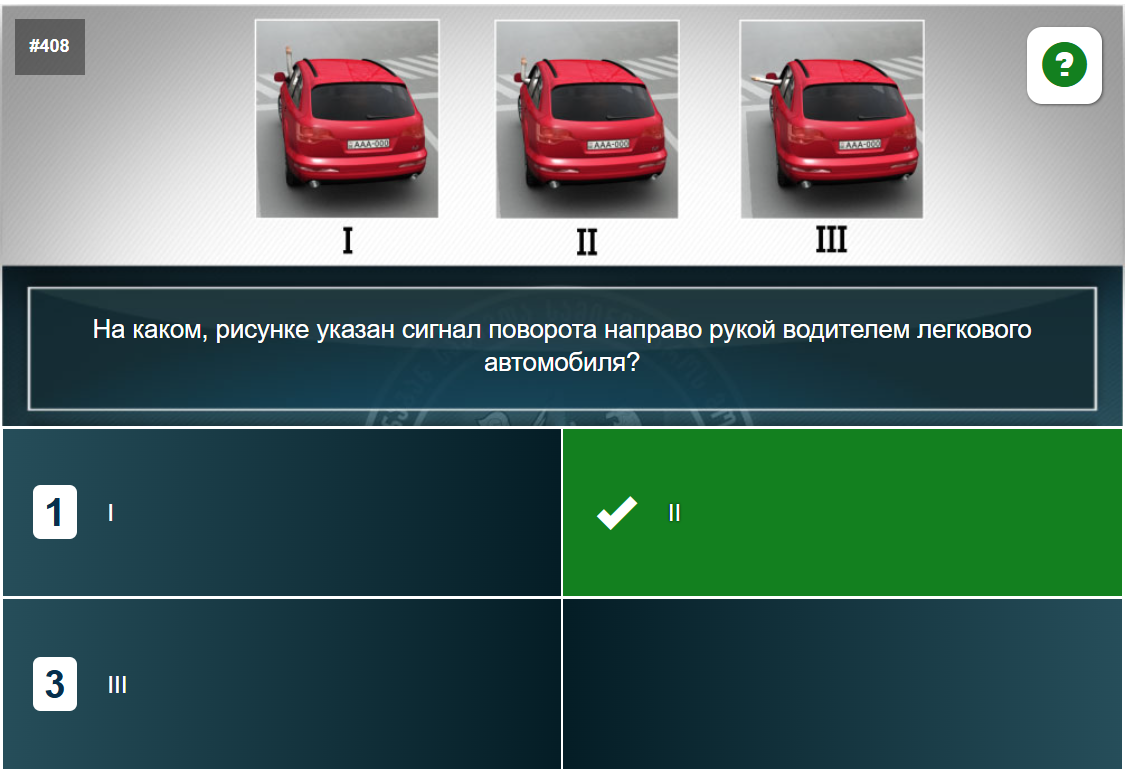 #408
?
AAA-000
AAA-000
AAA-000
I
II
III
На каком, рисунке указан сигнал поворота направо рукой водителем легкового
автомобиля?
1 I
II
3 III